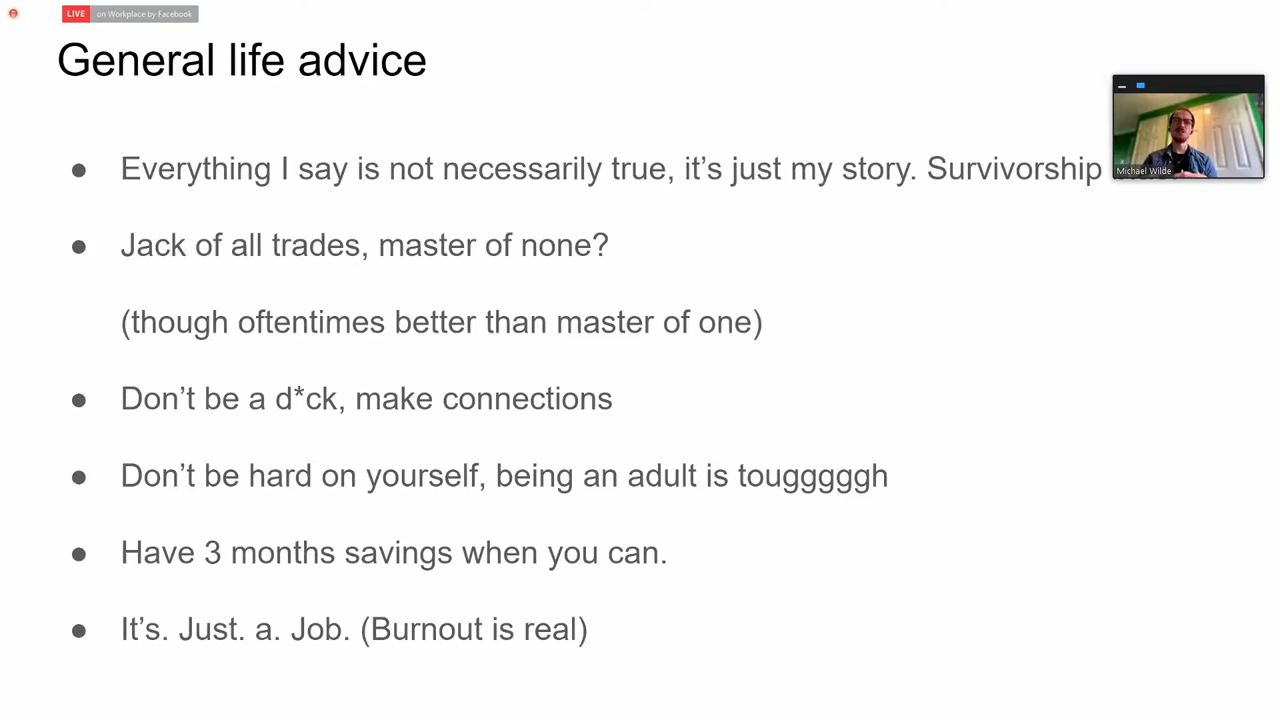 LIVE on Workplace by Facebook
General life advice
● Everything I say is not necessarily true, it’s just my story. Survivorship
● Jack of all trades, master of none?
(though oftentimes better than master of one)
● Don’t be a d*ck, make connections
● Don’t be hard on yourself, being an adult is tougggggh
● Have 3 months savings when you can.
● It’s. Just. a. Job. (Burnout is real)
Michael Wilde